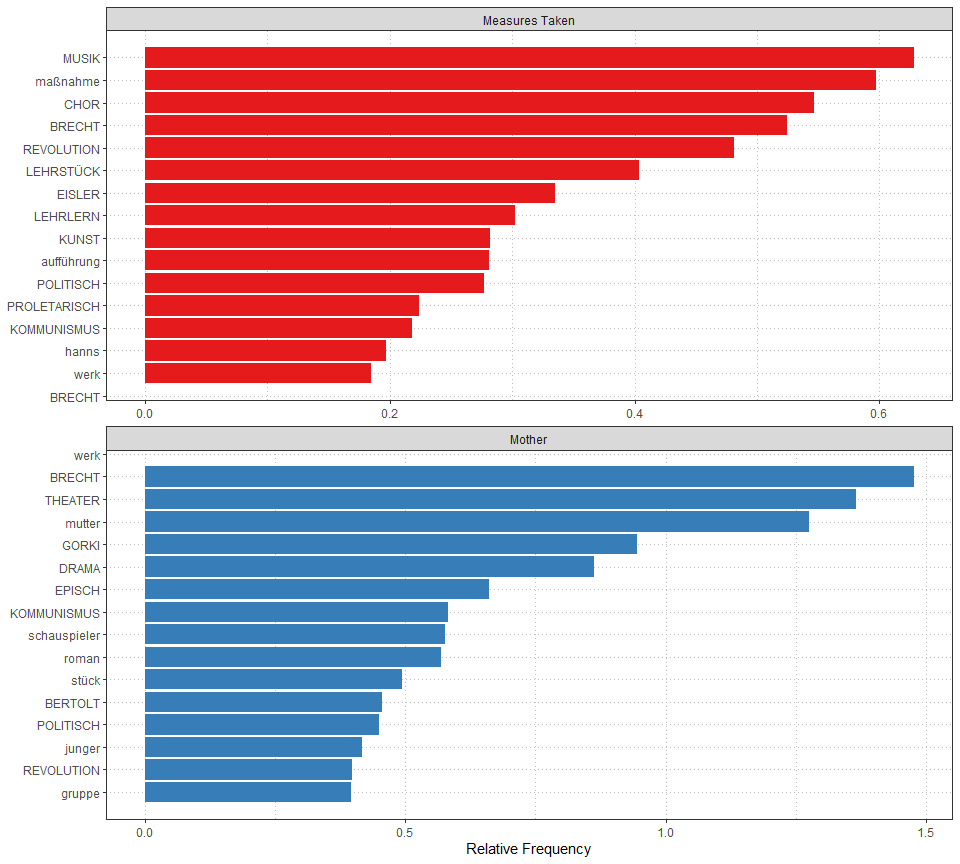 Measures Taken
MUSIK
maßnahme
CHOR
BRECHT
REVOLUTION
LEHRSTÜCK
EISLER
LEHRLERN
KUNST
aufführung
POLITISCH
PROLETARISCH
KOMMUNISMUS
hanns
werk
BRECHT
0.0 0.2 0.4 0.6
Mother
werk
BRECHT
THEATER
mutter
GORKI
DRAMA
EPISCH
KOMMUNISMUS
schauspieler
roman
stück
BERTOLT
POLITISCH
junger
REVOLUTION
gruppe
0.0 0.5 1.0 1.5
Relative Frequency